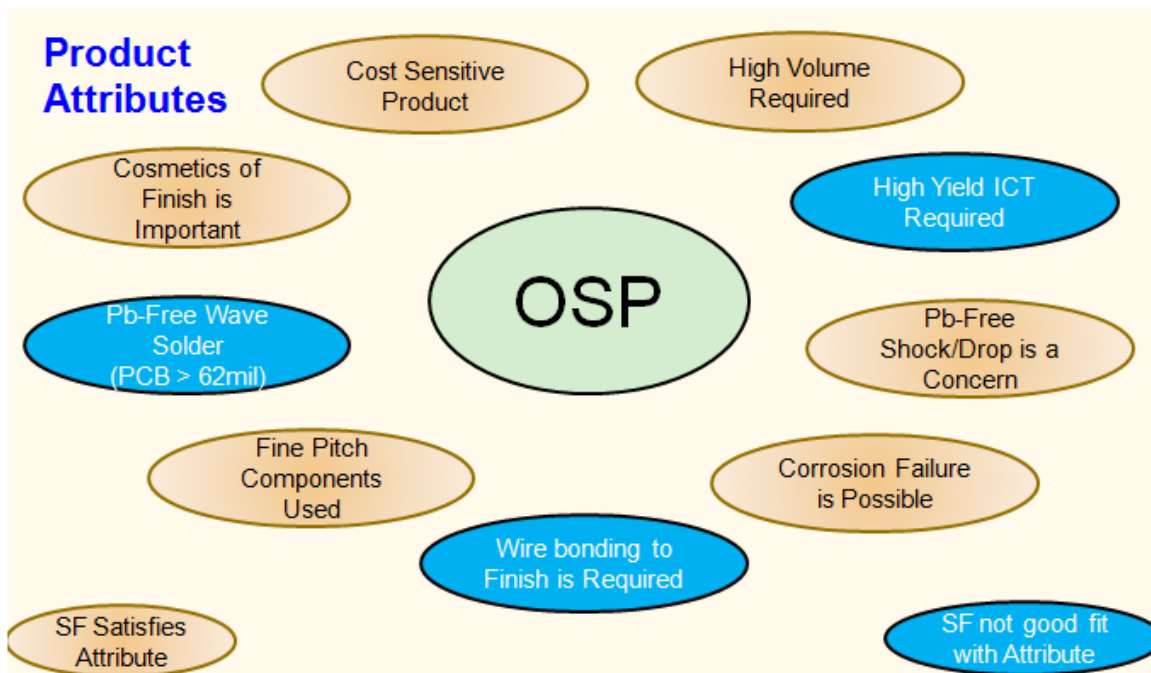 Product
Attributes
Cost Sensitive
Product
High Volume
Required
Cosmetics of
Finish is
Important
High Yield ICT
Required
OSP
Pb-Free Wave
Solder
(PCB > 62mil)
Pb-Free
Shock/Drop is a
Concern
Fine Pitch
Components
Used
Corrosion Failure
is Possible
Wire bonding to
Finish is Required
SF Satisfies
Attribute
SF not good fit
with Attribute